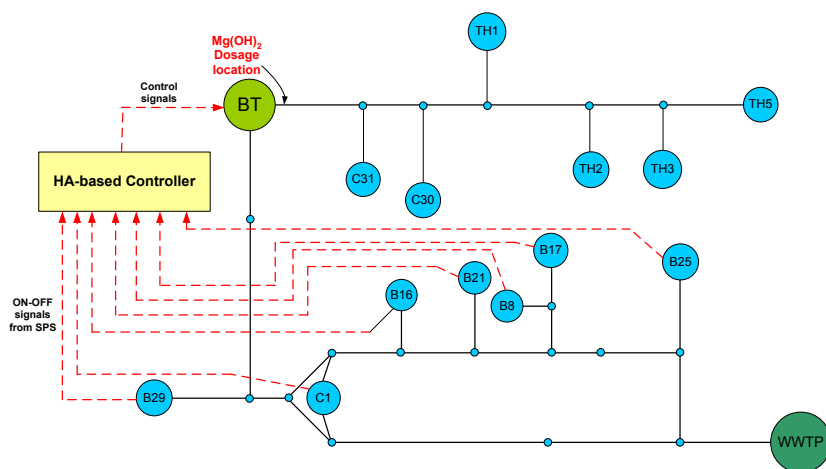 TH1
Mg(OH)2
Dosage
location
Control
signals
BT
TH5
HA-based Controller
C31
C30
TH2
TH3
B17
B25
B21
B16
B8
ON-OFF
signals
from SPS
B29
C1
WWTP